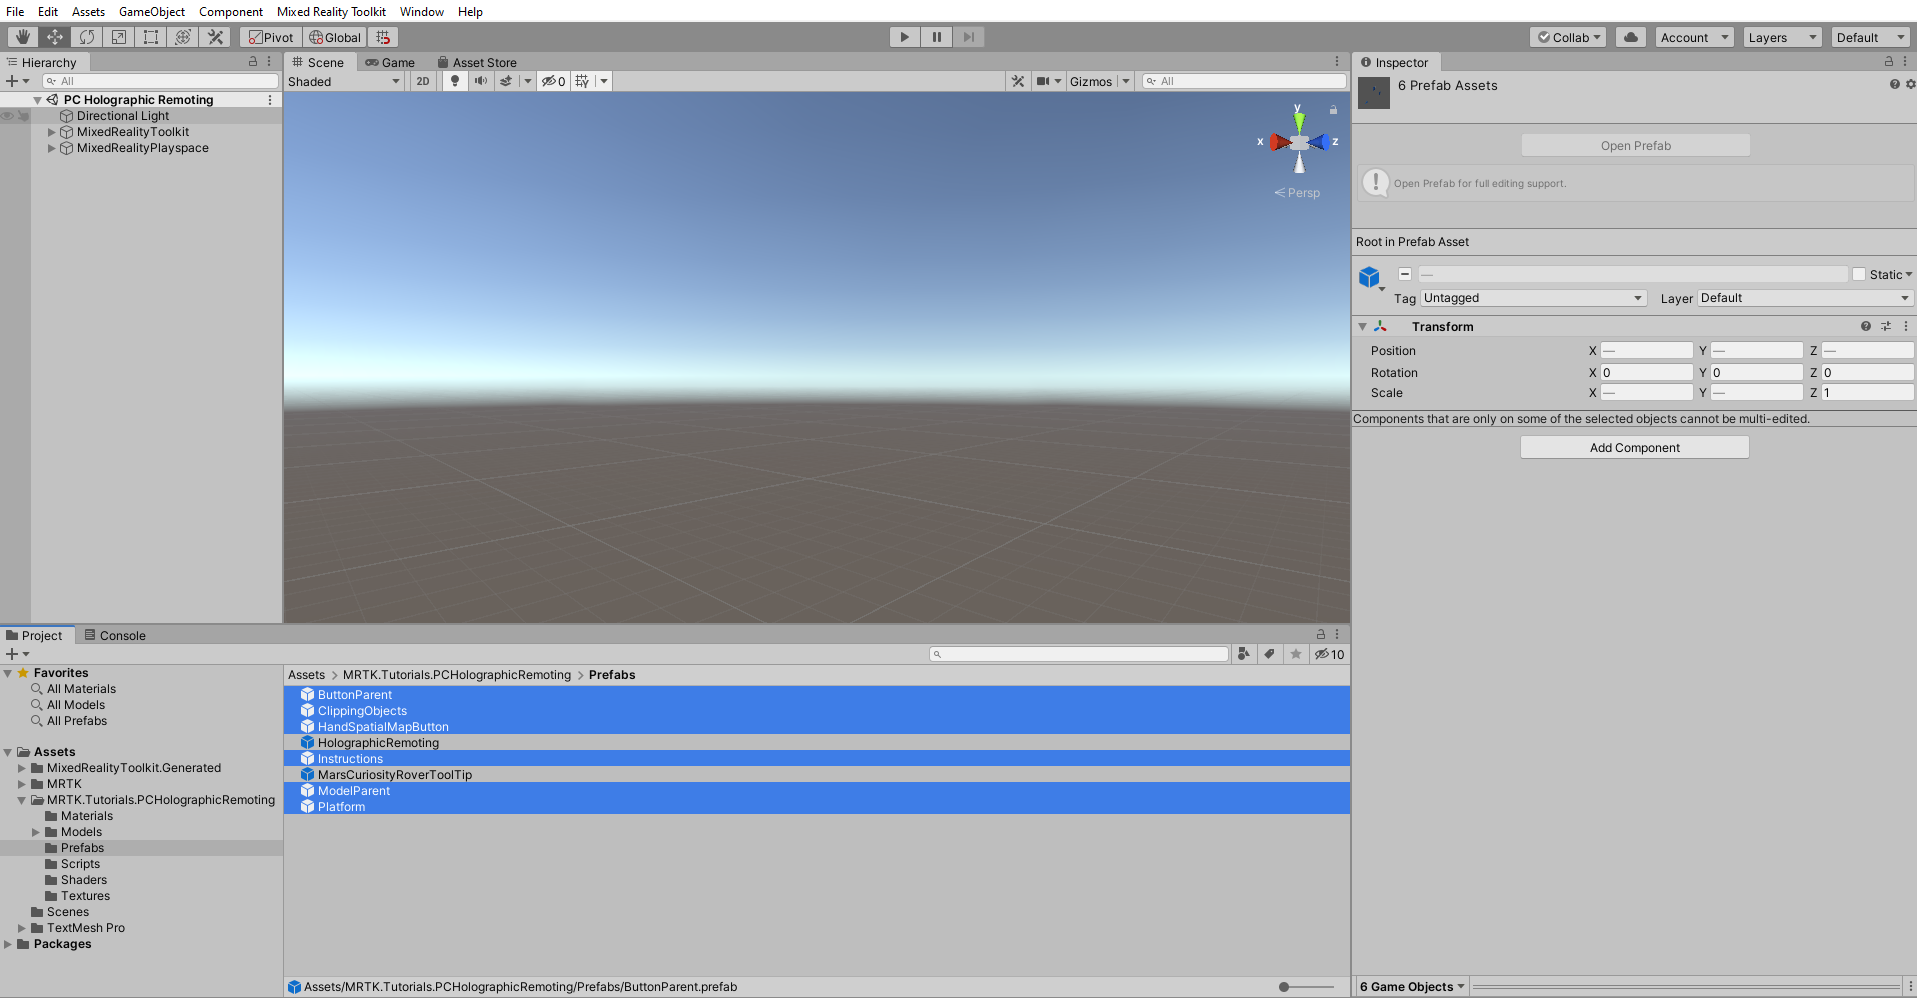 File Edit Assets GameObject Component Mixed Reality Toolkit Window Help
Pivot Global Collab Account Layers Default
Hierarchy
All
PC Holographic Remoting
Directional Light
MixedRealityToolkit
MixedRealityPlayspace
Scene Game Asset Store
Shaded 2D 0 Gizmos All
y
x z
Persp
Inspector
6 Prefab Assets
Open Prefab
Open Prefab for full editing support.
Root in Prefab Asset
— Static
Tag Untagged Layer Default
Transform
Position X — Y — Z —
Rotation X 0 Y 0 Z 0
Scale X — Y — Z 1
Components that are only on some of the selected objects cannot be multi-edited.
Add Component
Project Console
10
Favorites
All Materials
All Models
All Prefabs
Assets
MixedRealityToolkit.Generated
MRTK
MRTK.Tutorials.PCHolographicRemoting
Materials
Models
Prefabs
Scripts
Shaders
Textures
Scenes
TextMesh Pro
Packages
Assets > MRTK.Tutorials.PCHolographicRemoting > Prefabs
ButtonParent
ClippingObjects
HandSpatialMapButton
HolographicRemoting
Instructions
MarsCuriosityRoverToolTip
ModelParent
Platform
Assets/MRTK.Tutorials.PCHolographicRemoting/Prefabs/ButtonParent.prefab
6 Game Objects